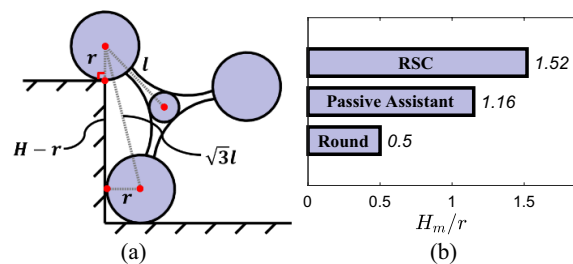 r
l
H − r
√3l
r
(a)
RSC
1.52
Passive Assistant
1.16
Round
0.5
0 0.5 1 1.5
H_m/r
(b)